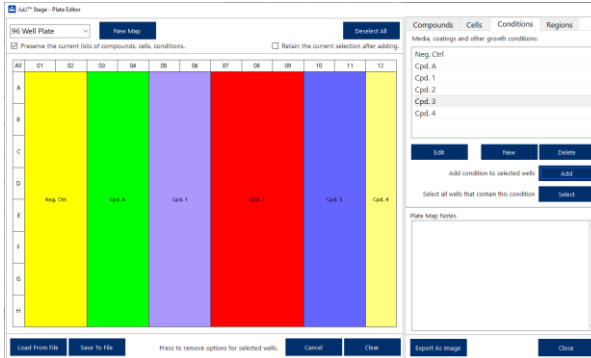 JuLI™ Stage - Plate Editor
96 Well Plate
New Map
Deselect All
Preserve the current lists of compounds, cells, conditions.
Retain the current selection after adding.
All 01 02 03 04 05 06 07 08 09 10 11 12
A
B
C
D
E
F
G
H
Neg. Ctrl Cpd. A Cpd. 1 Cpd. 2 Cpd. 3 Cpd. 4
Load From File
Save To File
Press to remove options for selected wells.
Cancel
Clear
Compounds Cells Conditions Regions
Media, coatings and other growth conditions:
Neg. Ctrl
Cpd. A
Cpd. 1
Cpd. 2
Cpd. 3
Cpd. 4
Edit
New
Delete
Add condition to selected wells
Add
Select all wells that contain this condition
Select
Plate Map Notes
Export As Image
Close